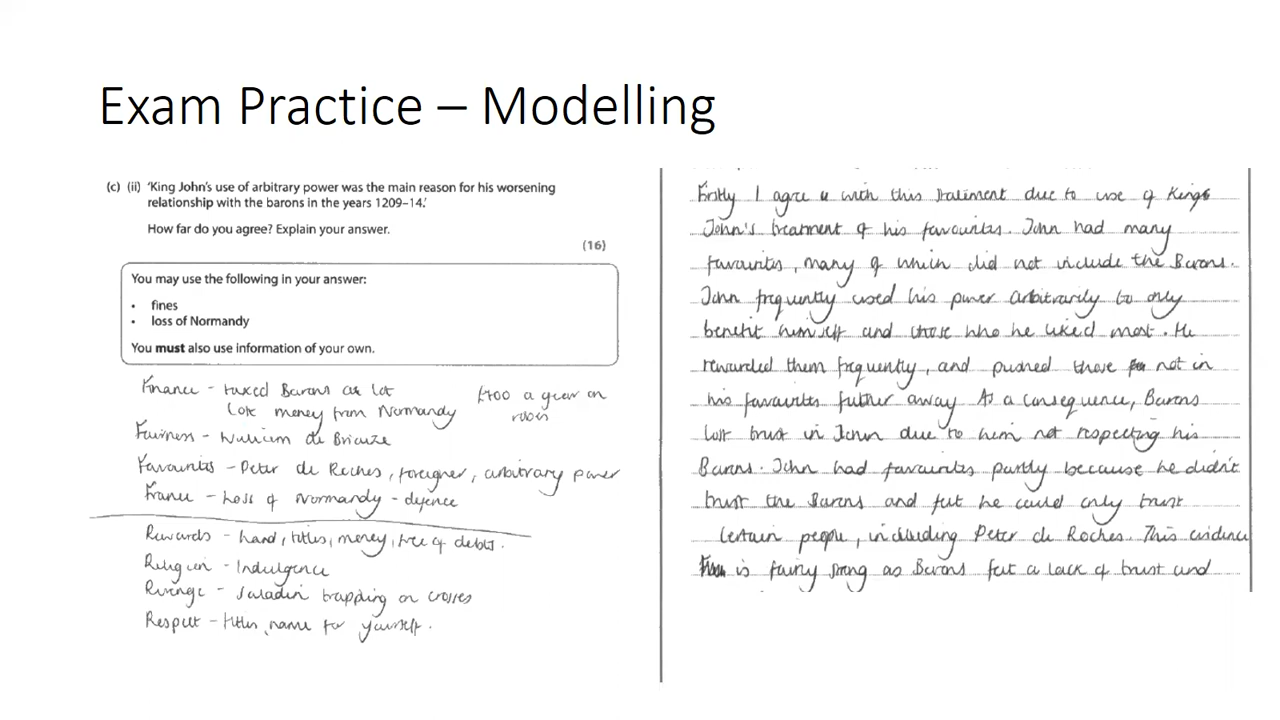 Exam Practice – Modelling
(c) (ii) 'King John's use of arbitrary power was the main reason for his worsening
relationship with the barons in the years 1209–14.'
How far do you agree? Explain your answer.
(16)
You may use the following in your answer:
• fines
• loss of Normandy
You must also use information of your own.
Finance - taxed Barons a lot
Lost money from Normandy
a year on
Fairness - William de Brieuze
Favourites - Peter de Roches, foreigner, arbitrary power
France - Loss of Normandy - defence
Rewards - land, titles, money, free of debts.
Religion - Indulgence
Revenge - Saladin trapping on crosses
Respect - titles, name for yourself.
Firstly I agree with this statiment due to use of Kings
John's treatment of his favourites. John had many
favourites, many of which did not include the Barons.
John frequently used his power arbitrarily to only
benefit himself and those who he liked most. He
rewarded them frequently, and pushed those not in
his favourites futher away. As a consequence, Barons
lost trust in John due to him not respecting his
Barons. John had favourites partly because he didn't
trust the Barons and felt he could only trust
certain people, including Peter de Roches. This evidence
is fairly strong as Barons felt a lack of trust and